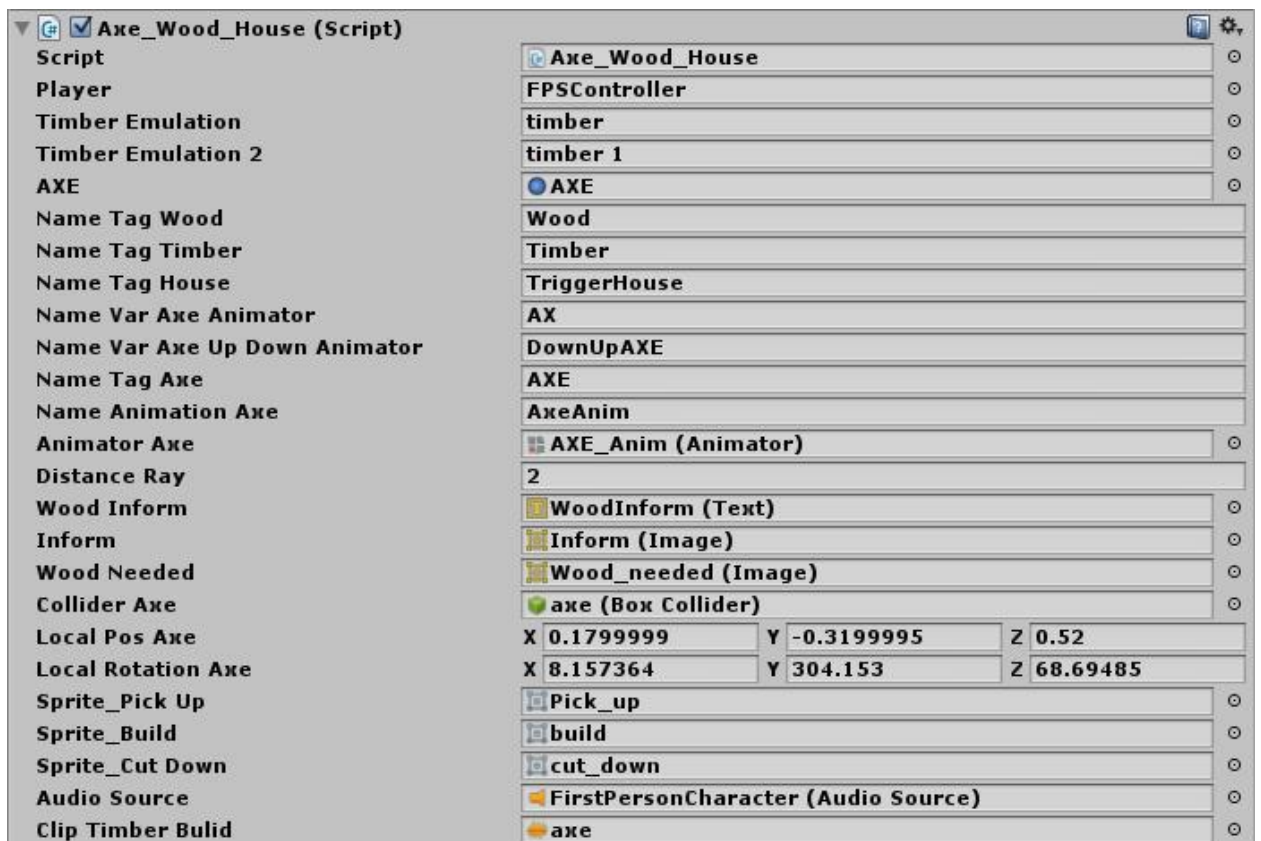 Axe_Wood_House (Script)
Script Axe_Wood_House
Player FPSController
Timber Emulation timber
Timber Emulation 2 timber 1
AXE AXE
Name Tag Wood Wood
Name Tag Timber Timber
Name Tag House TriggerHouse
Name Var Axe Animator AX
Name Var Axe Up Down Animator DownUpAXE
Name Tag Axe AXE
Name Animation Axe AxeAnim
Animator Axe AXE_Anim (Animator)
Distance Ray 2
Wood Inform WoodInform (Text)
Inform Inform (Image)
Wood Needed Wood_needed (Image)
Collider Axe axe (Box Collider)
Local Pos Axe X 0.1799999 Y -0.3199995 Z 0.52
Local Rotation Axe X 8.157364 Y 304.153 Z 68.69485
Sprite_Pick Up Pick_up
Sprite_Build build
Sprite_Cut Down cut_down
Audio Source FirstPersonCharacter (Audio Source)
Clip Timber Bulid axe